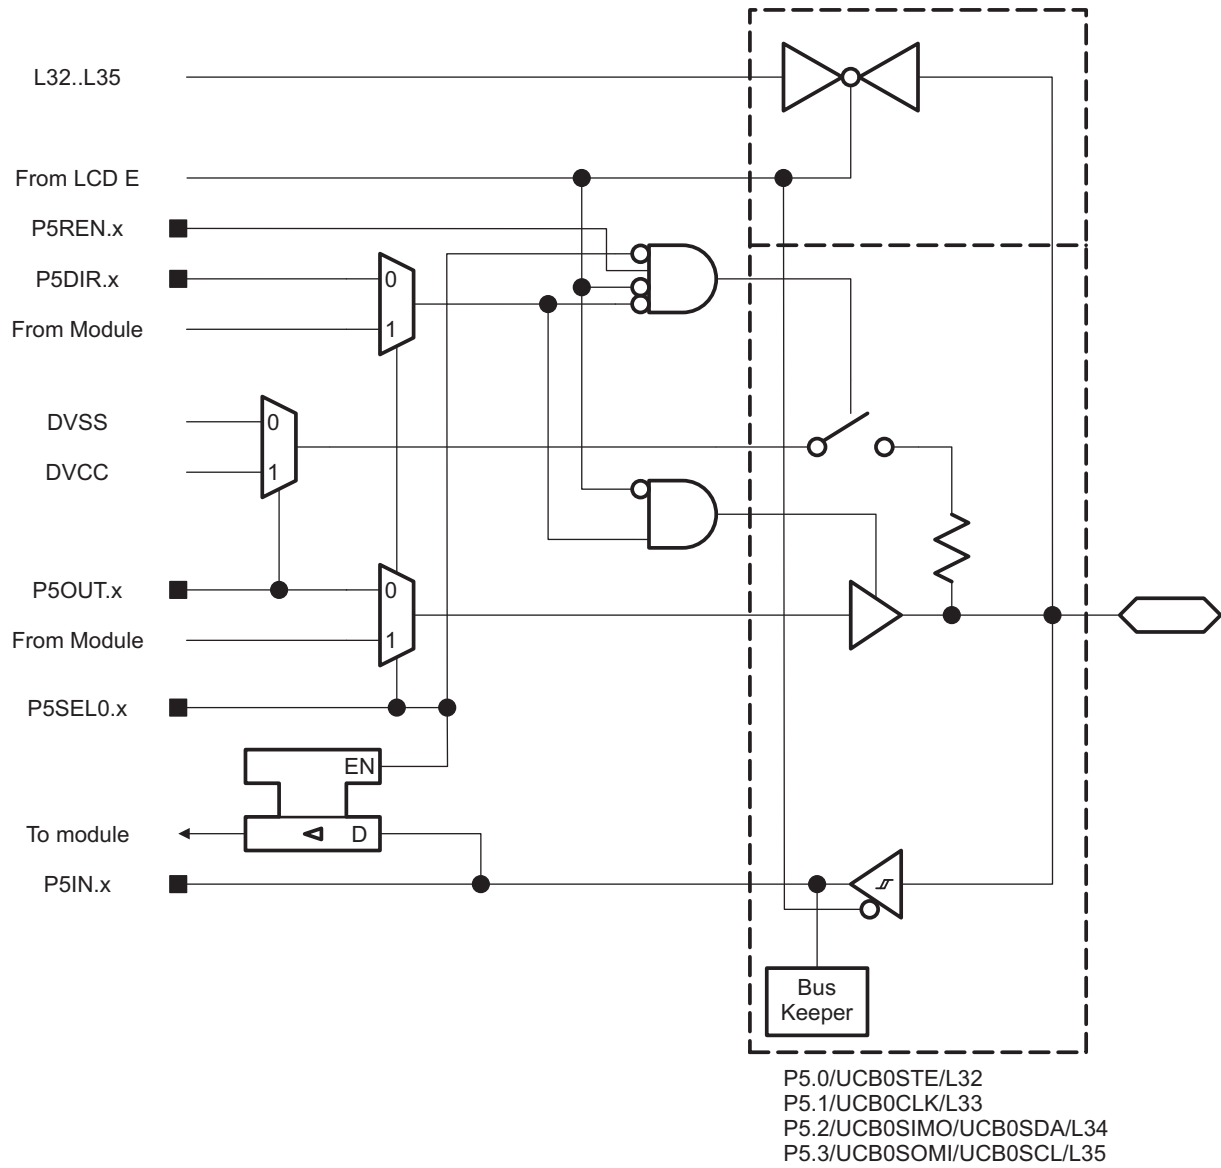 L32..L35
From LCD E
P5REN.x
P5DIR.x
0
From Module
1
DVSS
0
DVCC
1
P5OUT.x
0
From Module
1
P5SEL0.x
EN
To module
D
P5IN.x
Bus
Keeper
P5.0/UCB0STE/L32
P5.1/UCB0CLK/L33
P5.2/UCB0SIMO/UCB0SDA/L34
P5.3/UCB0SOMI/UCB0SCL/L35